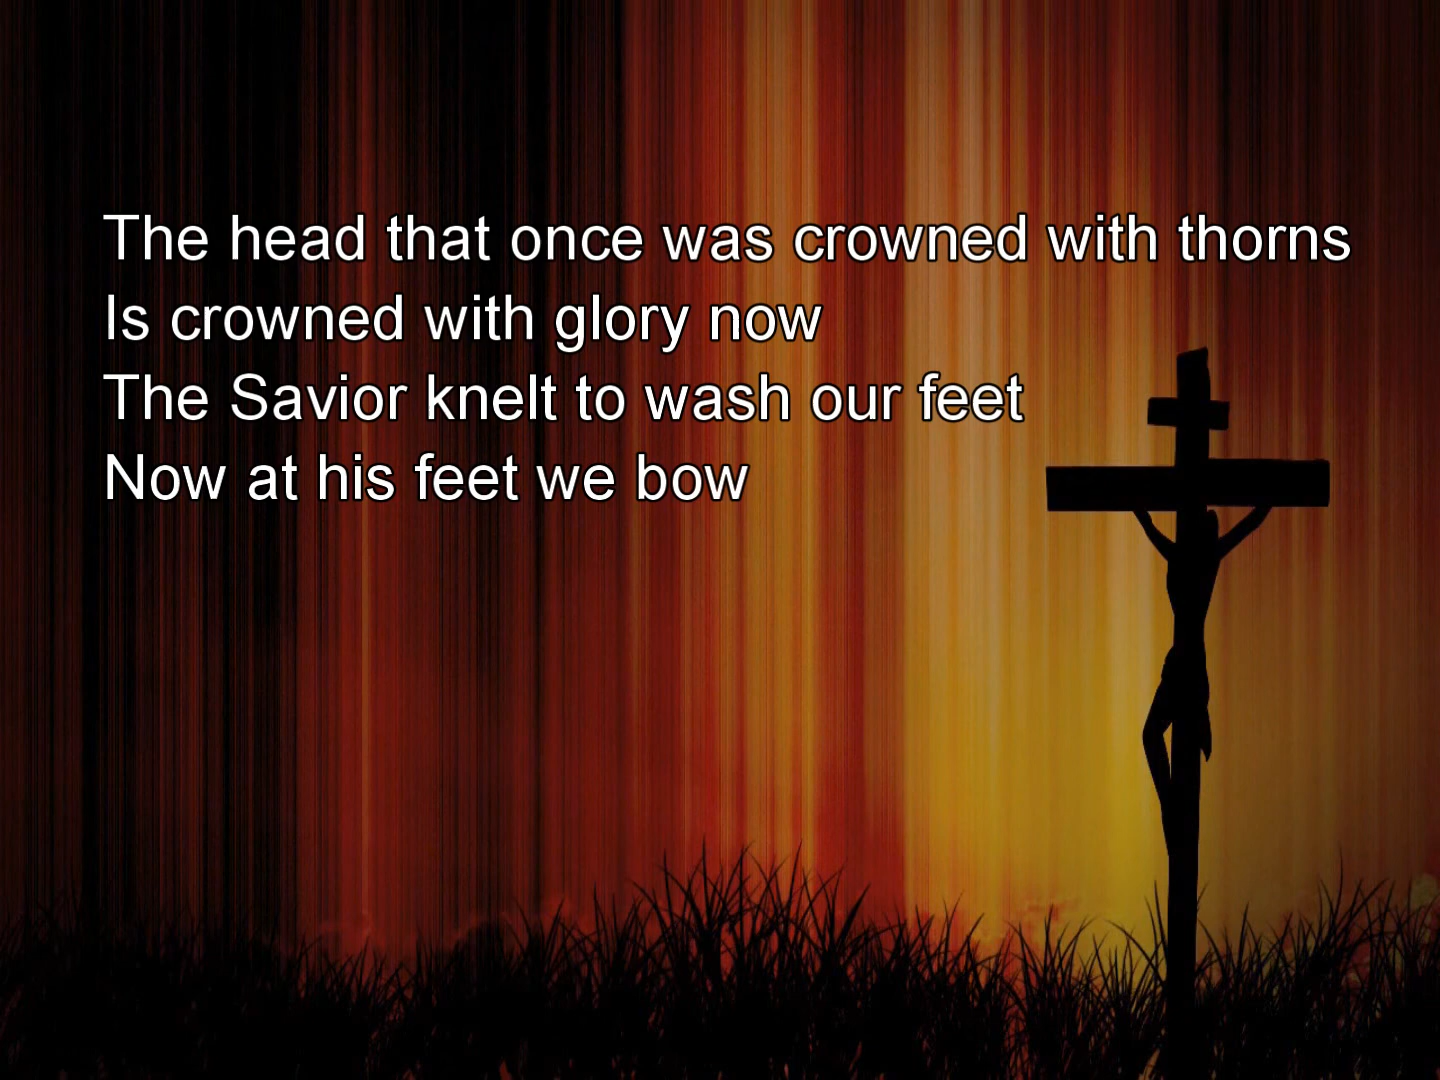 The head that once was crowned with thorns
Is crowned with glory now
The Savior knelt to wash our feet
Now at his feet we bow